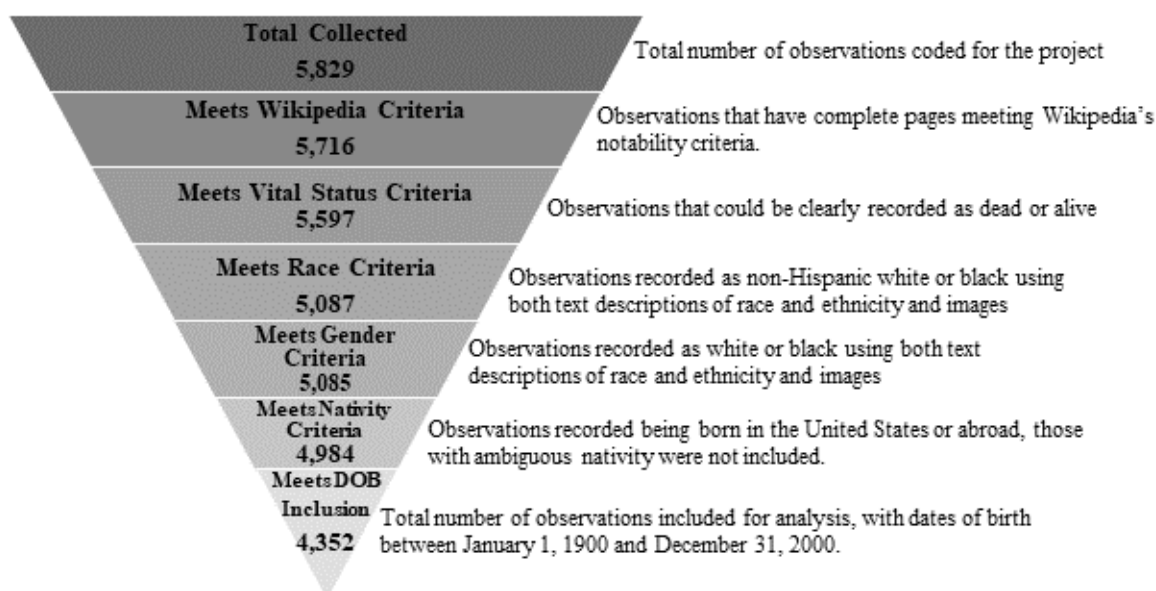 Total Collected
5,829
Total number of observations coded for the project
Meets Wikipedia Criteria
5,716
Observations that have complete pages meeting Wikipedia's
notability criteria.
Meets Vital Status Criteria
5,597
Observations that could be clearly recorded as dead or alive
Meets Race Criteria
5,087
Observations recorded as non-Hispanic white or black using
both text descriptions of race and ethnicity and images
Meets Gender
Criteria
5,085
Observations recorded as white or black using both text
descriptions of race and ethnicity and images
Meets Nativity
Criteria
4,984
Observations recorded being born in the United States or abroad, those
with ambiguous nativity were not included.
Meets DOB
Inclusion
4,352
Total number of observations included for analysis, with dates of birth
between January 1, 1900 and December 31, 2000.